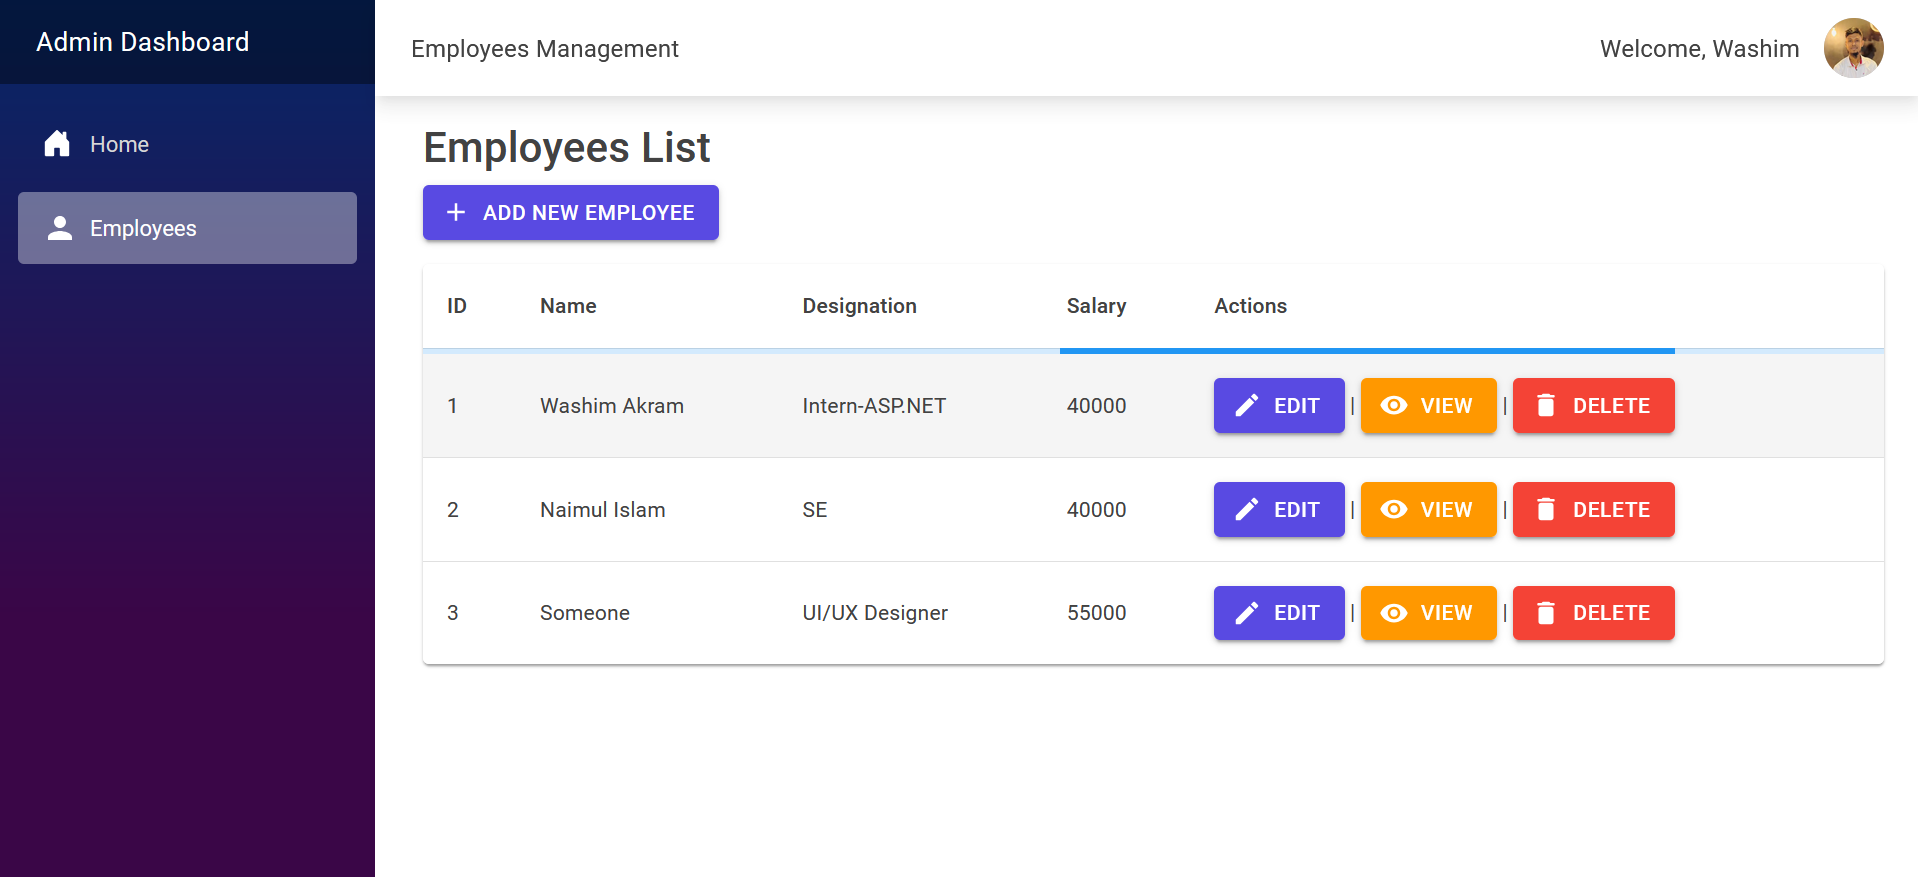 Admin Dashboard
Employees Management
Welcome, Washim
Home
Employees
Employees List
ADD NEW EMPLOYEE
ID Name Designation Salary Actions
1 Washim Akram Intern-ASP.NET 40000 EDIT | VIEW | DELETE
2 Naimul Islam SE 40000 EDIT | VIEW | DELETE
3 Someone UI/UX Designer 55000 EDIT | VIEW | DELETE